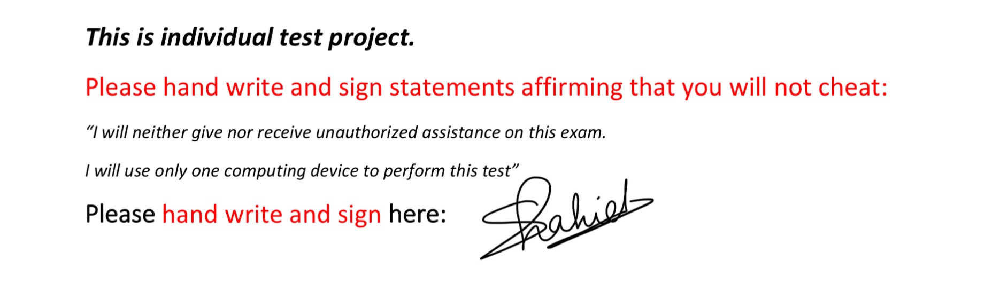 This is individual test project.
Please hand write and sign statements affirming that you will not cheat:
“I will neither give nor receive unauthorized assistance on this exam.
I will use only one computing device to perform this test”
Please hand write and sign here: